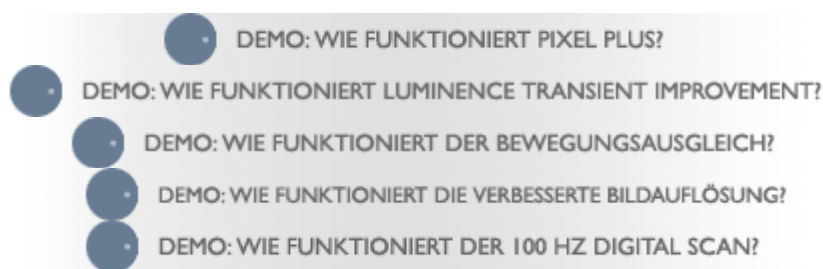 DEMO: WIE FUNKTIONIERT PIXEL PLUS?
DEMO: WIE FUNKTIONIERT LUMINENCE TRANSIENT IMPROVEMENT?
DEMO: WIE FUNKTIONIERT DER BEWEGUNGSAUSGLEICH?
DEMO: WIE FUNKTIONIERT DIE VERBESSERTE BILDAUFLÖSUNG?
DEMO: WIE FUNKTIONIERT DER 100 HZ DIGITAL SCAN?